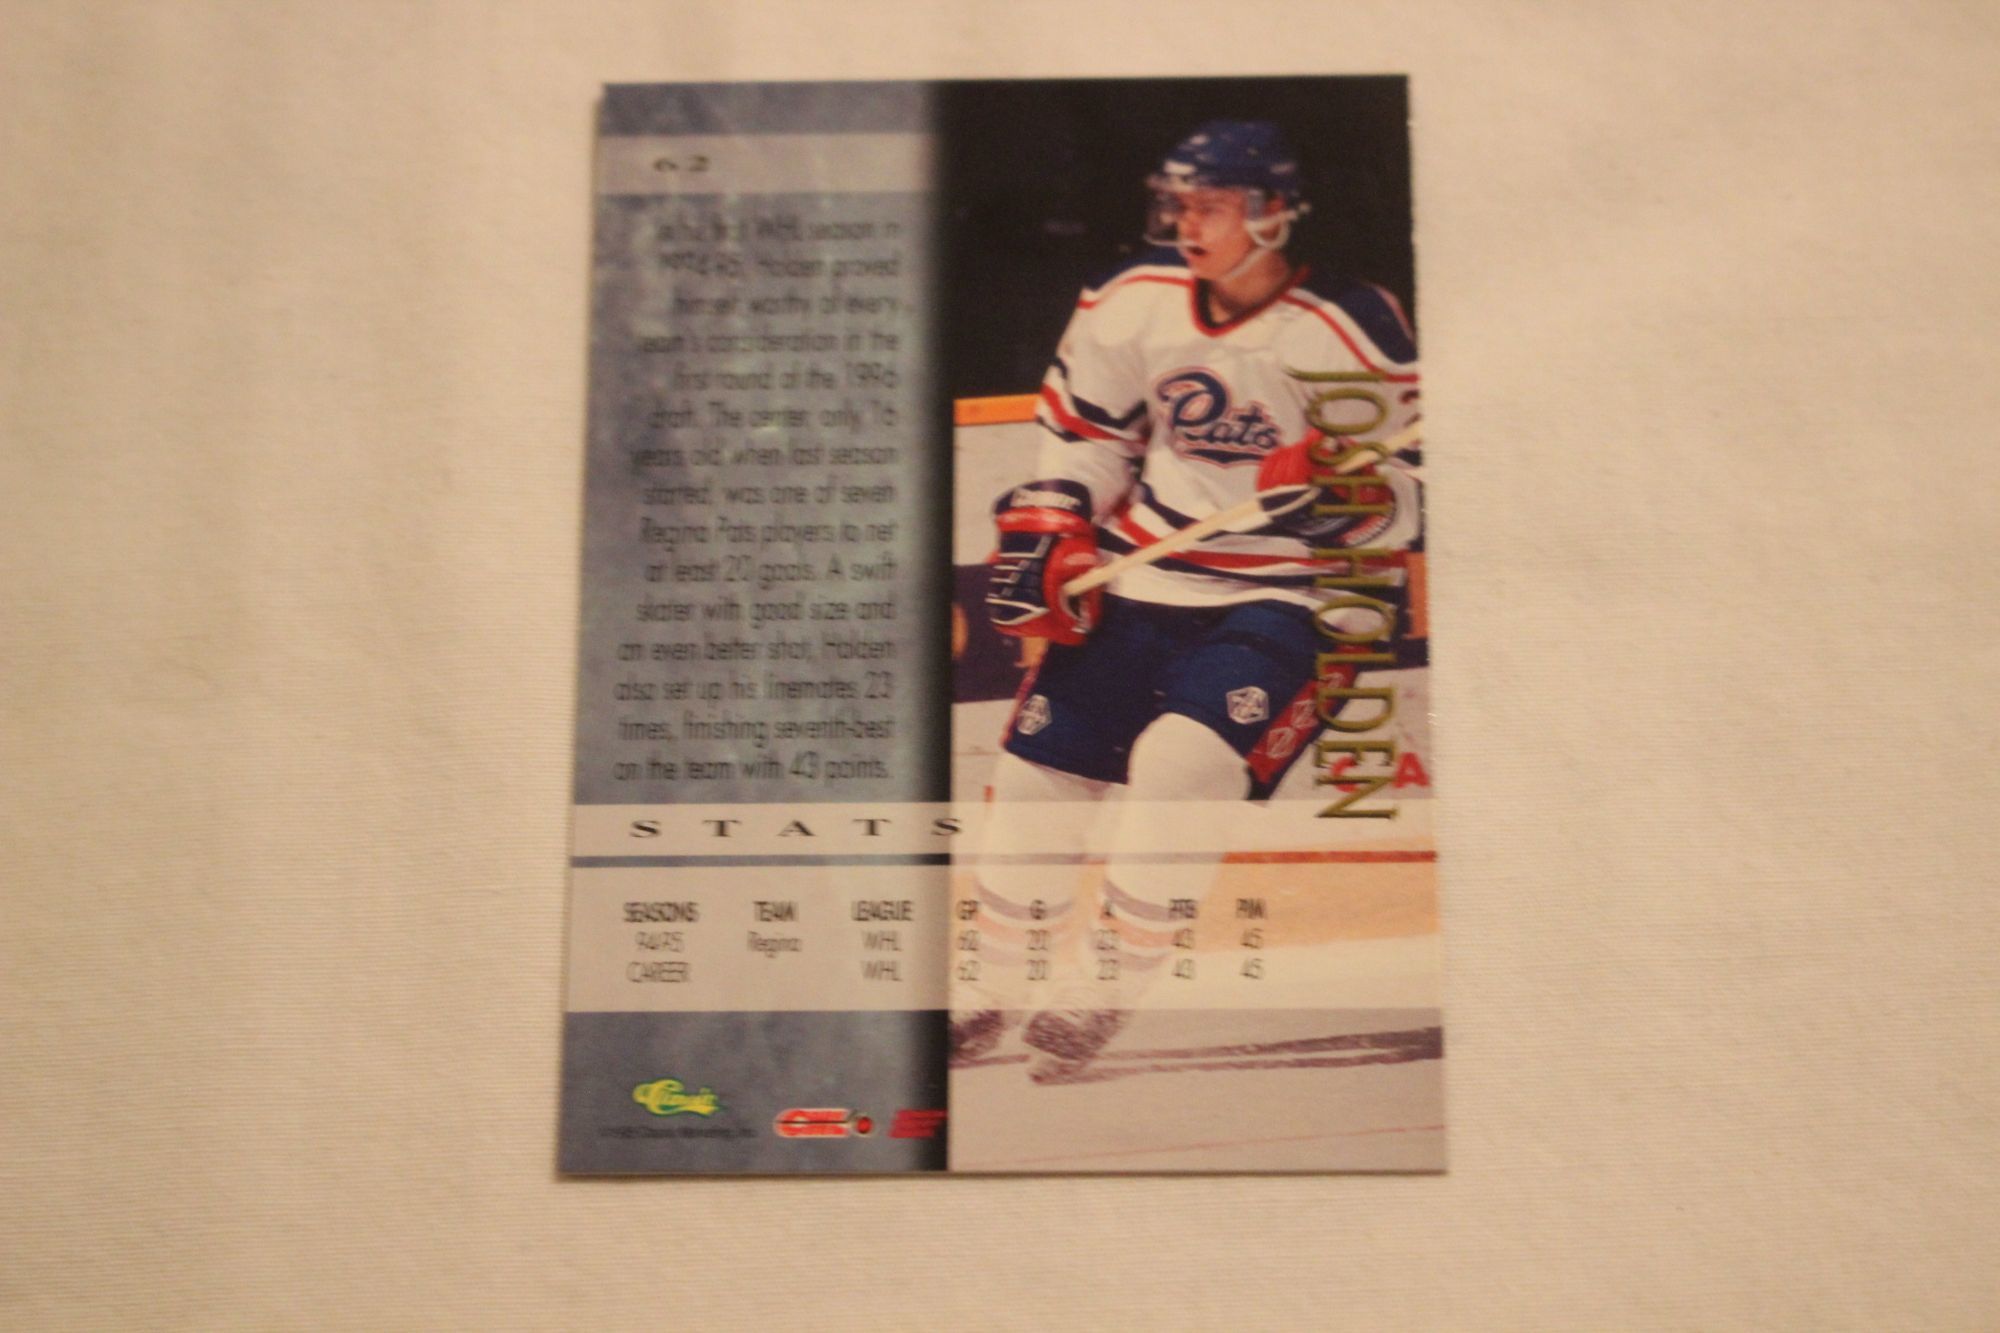 62
In his first WHL season in
1994-95, Holden proved
himself worthy of every
team's consideration in the
first round of the 1996
draft. The center, only 16
years old when last season
started, was one of seven
Regina Pats players to net
at least 20 goals. A swift
skater with good size and
an even better shot, Holden
also set up his linemates 23
times, finishing seventh-best
on the team with 43 points.
JOSH HOLDEN
Pats
STATS
SEASONS TEAM LEAGUE GP G A PTS PIM
94-95 Regina WHL 62 20 23 43 45
CAREER WHL 62 20 23 43 45
Classic